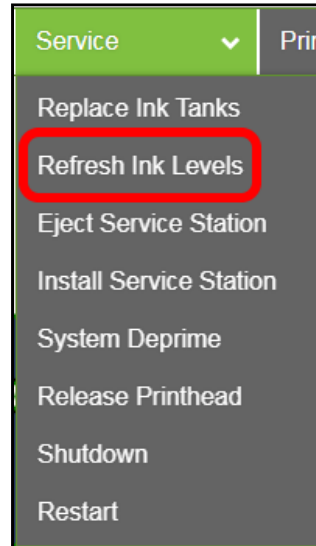 Service
Replace Ink Tanks
Refresh Ink Levels
Eject Service Station
Install Service Station
System Deprime
Release Printhead
Shutdown
Restart